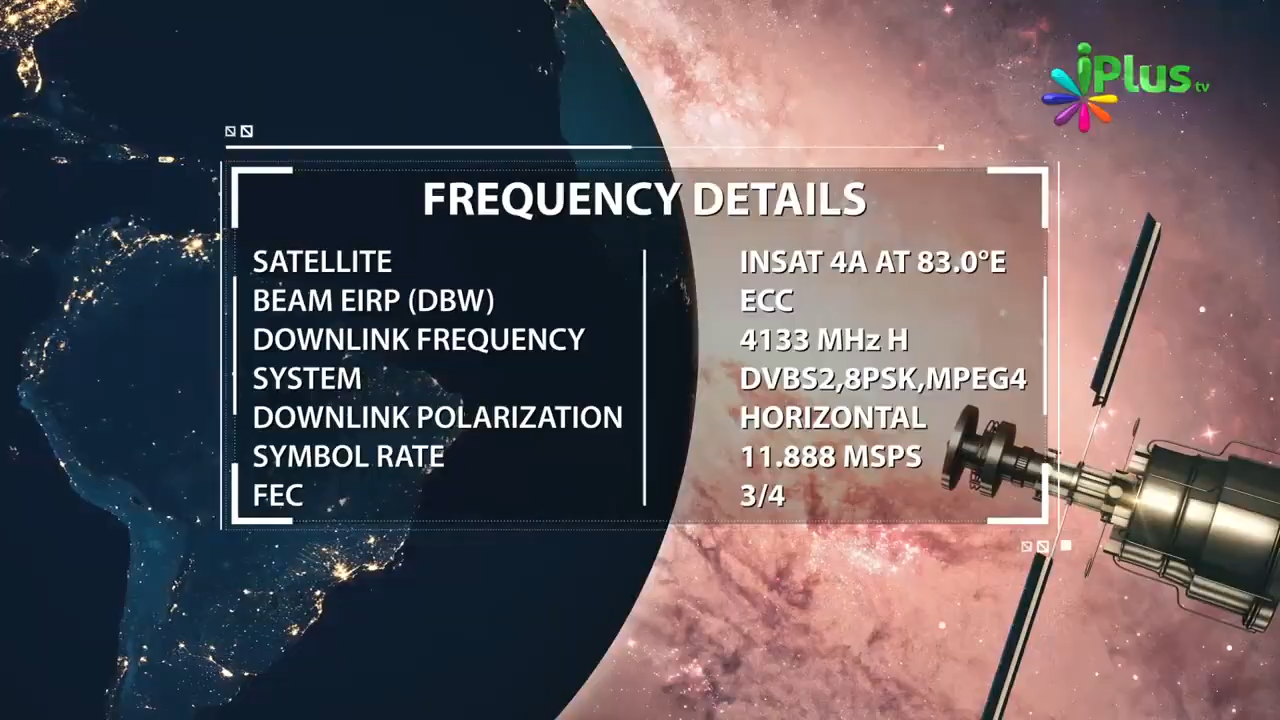 iPlus tv
FREQUENCY DETAILS
SATELLITE INSAT 4A AT 83.0°E
BEAM EIRP (DBW) ECC
DOWNLINK FREQUENCY 4133 MHz H
SYSTEM DVBS2,8PSK,MPEG4
DOWNLINK POLARIZATION HORIZONTAL
SYMBOL RATE 11.888 MSPS
FEC 3/4